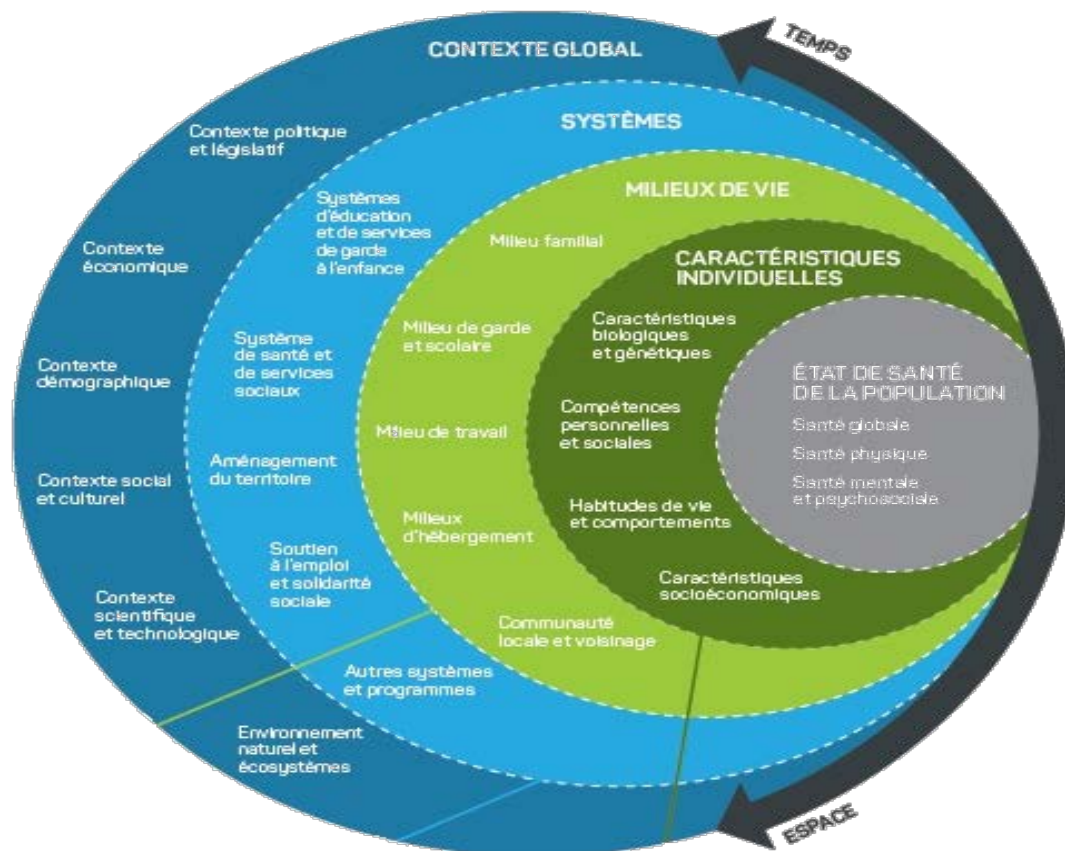 TEMPS
CONTEXTE GLOBAL
Contexte politique
et législatif
Contexte
économique
Contexte
démographique
Contexte social
et culturel
Contexte
scientifique
et technologique
Environnement
naturel et
écosystèmes
SYSTÈMES
Systèmes
d'éducation
et de services
de garde
à l'enfance
Système
de santé et
de services
sociaux
Aménagement
du territoire
Soutien
à l'emploi
et solidarité
sociale
Autres systèmes
et programmes
MILIEUX DE VIE
Milieu familial
Milieu de garde
et scolaire
Milieu de travail
Milieux
d'hébergement
Communauté
locale et voisinage
CARACTÉRISTIQUES
INDIVIDUELLES
Caractéristiques
biologiques
et génétiques
Compétences
personnelles
et sociales
Habitudes de vie
et comportements
Caractéristiques
socioéconomiques
ÉTAT DE SANTÉ
DE LA POPULATION
Santé globale
Santé physique
Santé mentale
et psychosociale
ESPACE